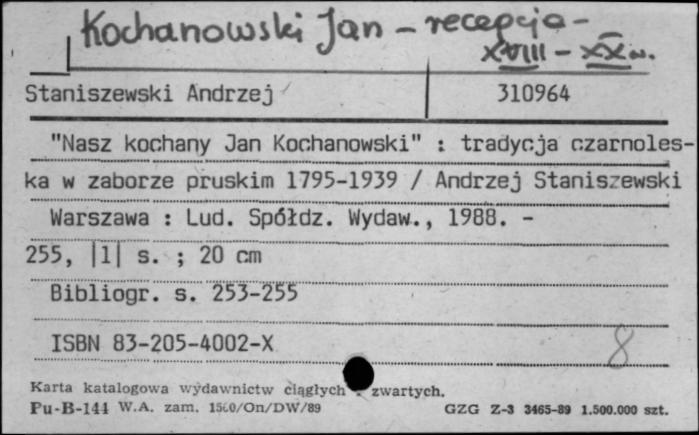 Kochanowski Jan - recepcja -
XVIII - XX w.
Staniszewski Andrzej
310964
"Nasz kochany Jan Kochanowski" : tradycja czarnoles-
ka w zaborze pruskim 1795-1939 / Andrzej Staniszewski
Warszawa : Lud. Spółdz. Wydaw., 1988. -
255, |1| s. ; 20 cm
Bibliogr. s. 253-255
ISBN 83-205-4002-X
8
Karta katalogowa wydawnictw ciągłych i zwartych.
Pu-B-144 W.A. zam. 1560/On/DW/89 GZG Z-3 3465-89 1.500.000 szt.